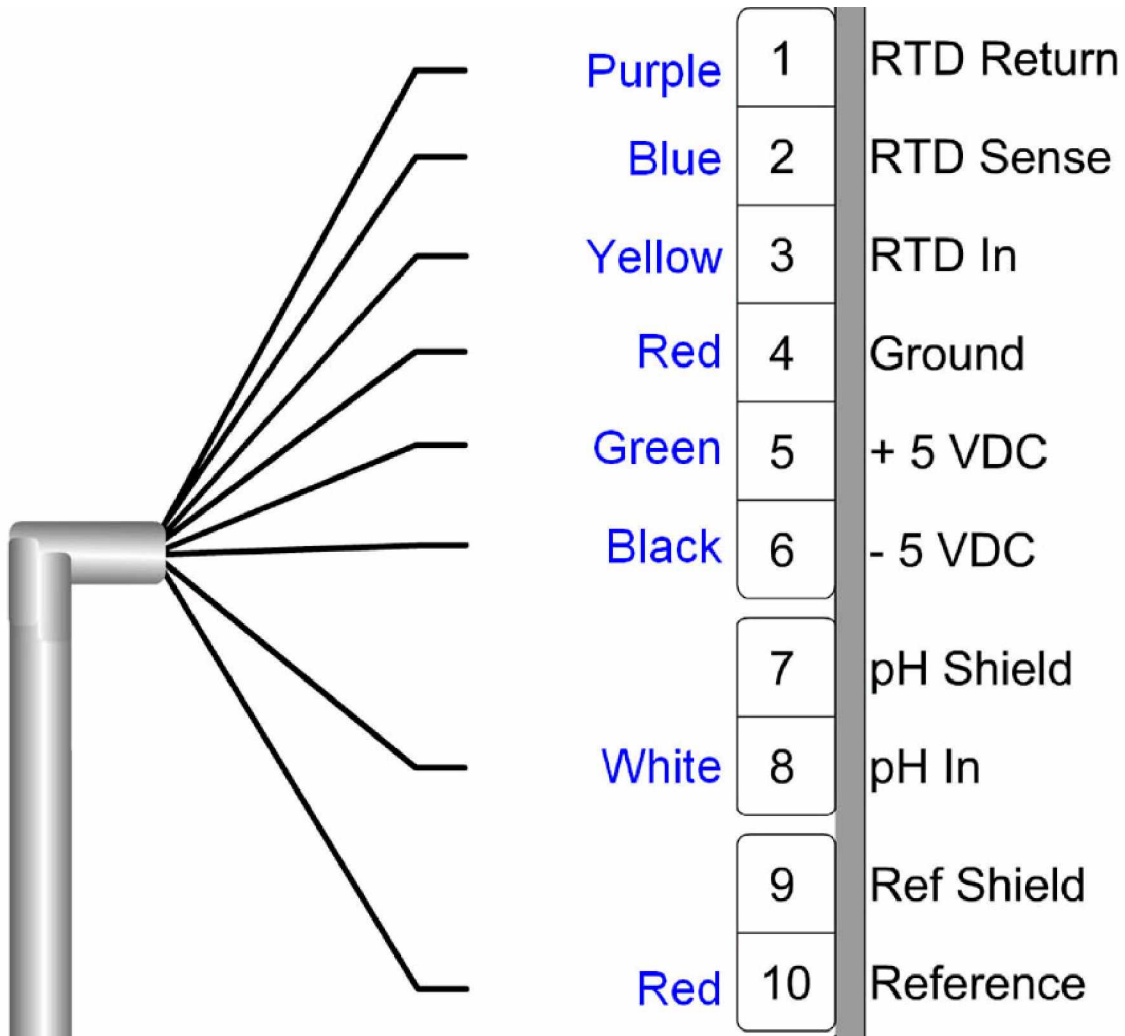 Purple 1 RTD Return
Blue 2 RTD Sense
Yellow 3 RTD In
Red 4 Ground
Green 5 + 5 VDC
Black 6 - 5 VDC
7 pH Shield
White 8 pH In
9 Ref Shield
Red 10 Reference